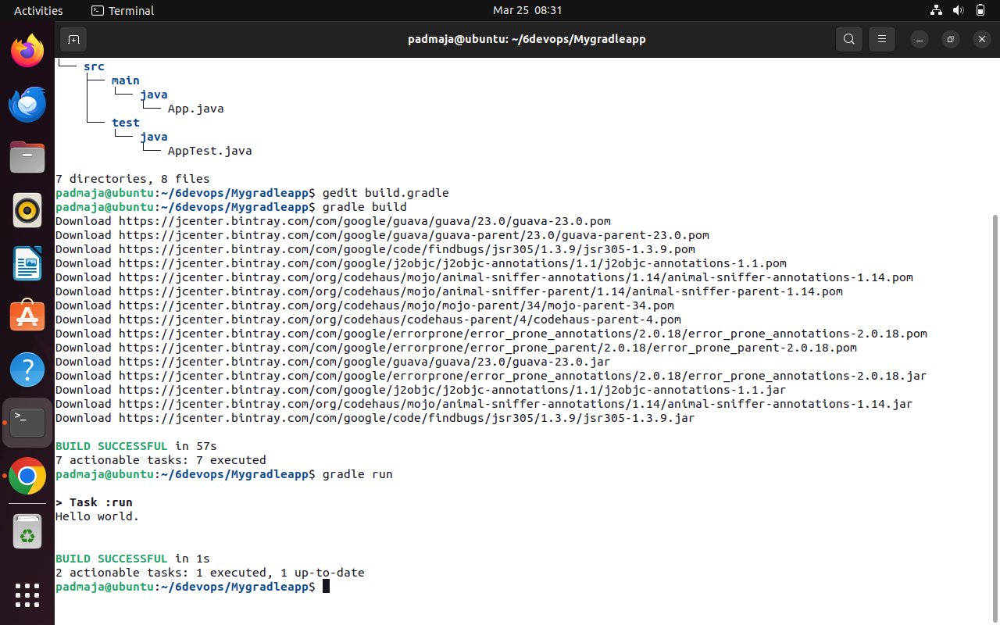 Activities
Terminal
Mar 25 08:31
padmaja@ubuntu: ~/6devops/Mygradleapp
└── src
    ├── main
    │   └── java
    │       └── App.java
    └── test
        └── java
            └── AppTest.java
7 directories, 8 files
padmaja@ubuntu:~/6devops/Mygradleapp$ gedit build.gradle
padmaja@ubuntu:~/6devops/Mygradleapp$ gradle build
Download https://jcenter.bintray.com/com/google/guava/guava/23.0/guava-23.0.pom
Download https://jcenter.bintray.com/com/google/guava/guava-parent/23.0/guava-parent-23.0.pom
Download https://jcenter.bintray.com/com/google/code/findbugs/jsr305/1.3.9/jsr305-1.3.9.pom
Download https://jcenter.bintray.com/com/google/j2objc/j2objc-annotations/1.1/j2objc-annotations-1.1.pom
Download https://jcenter.bintray.com/org/codehaus/mojo/animal-sniffer-annotations/1.14/animal-sniffer-annotations-1.14.pom
Download https://jcenter.bintray.com/org/codehaus/mojo/animal-sniffer-parent/1.14/animal-sniffer-parent-1.14.pom
Download https://jcenter.bintray.com/org/codehaus/mojo/mojo-parent/34/mojo-parent-34.pom
Download https://jcenter.bintray.com/org/codehaus/codehaus-parent/4/codehaus-parent-4.pom
Download https://jcenter.bintray.com/com/google/errorprone/error_prone_annotations/2.0.18/error_prone_annotations-2.0.18.pom
Download https://jcenter.bintray.com/com/google/errorprone/error_prone_parent/2.0.18/error_prone_parent-2.0.18.pom
Download https://jcenter.bintray.com/com/google/guava/guava/23.0/guava-23.0.jar
Download https://jcenter.bintray.com/com/google/errorprone/error_prone_annotations/2.0.18/error_prone_annotations-2.0.18.jar
Download https://jcenter.bintray.com/com/google/j2objc/j2objc-annotations/1.1/j2objc-annotations-1.1.jar
Download https://jcenter.bintray.com/org/codehaus/mojo/animal-sniffer-annotations/1.14/animal-sniffer-annotations-1.14.jar
Download https://jcenter.bintray.com/com/google/code/findbugs/jsr305/1.3.9/jsr305-1.3.9.jar
BUILD SUCCESSFUL in 57s
7 actionable tasks: 7 executed
padmaja@ubuntu:~/6devops/Mygradleapp$ gradle run
> Task :run
Hello world.
BUILD SUCCESSFUL in 1s
2 actionable tasks: 1 executed, 1 up-to-date
padmaja@ubuntu:~/6devops/Mygradleapp$